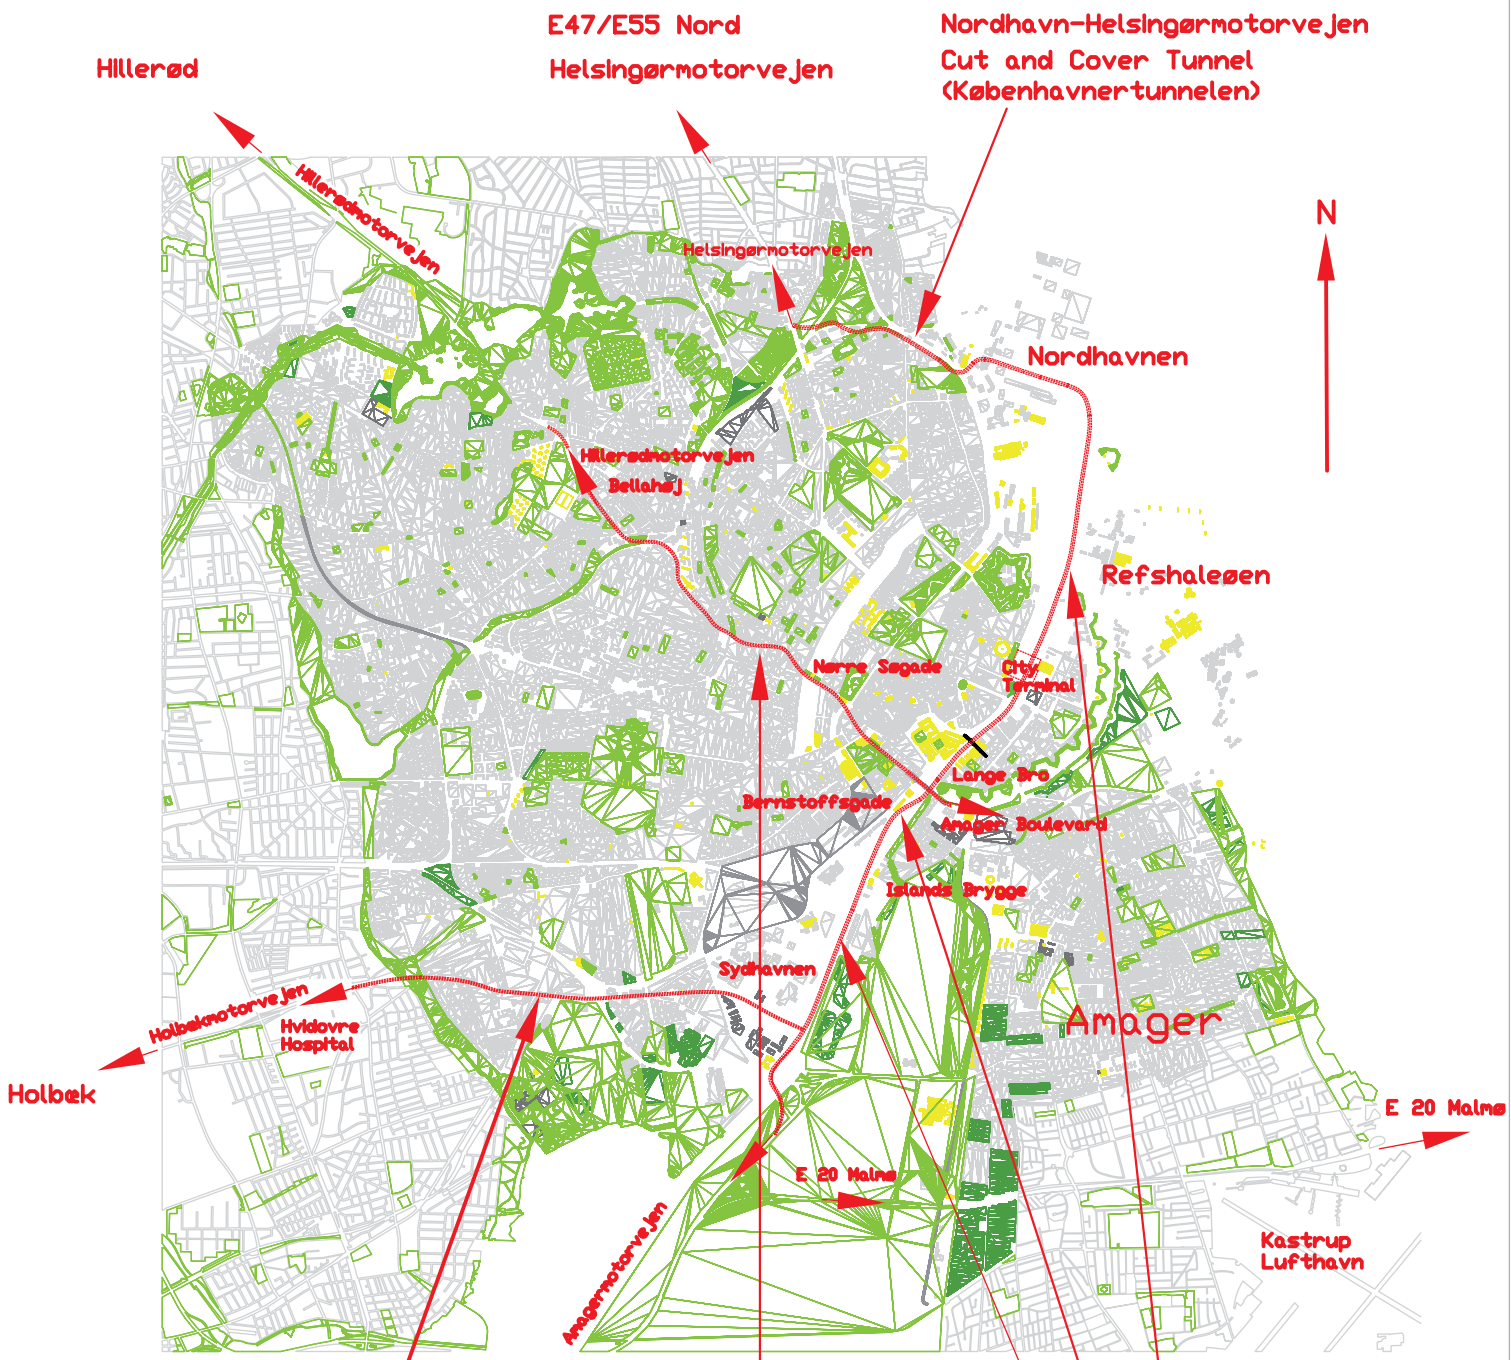 E47/E55 Nord
Helsingørmotorvejen
Nordhavn-Helsingørmotorvejen
Cut and Cover Tunnel
(Københavnertunnelen)
Hillerød
Hillerødmotorvejen
N
Helsingørmotorvejen
Nordhavnen
Hillerødmotorvejen
Bellahøj
Refshaleøen
Nørre Søgade
City
Terminal
Lange Bro
Bernstoffsgade
Amager Boulevard
Islands Brygge
Sydhavnen
Holbækmotorvejen
Hvidovre
Hospital
Amager
Holbæk
E 20 Malmø
E 20 Malmø
Amagermotorvejen
Kastrup
Lufthavn